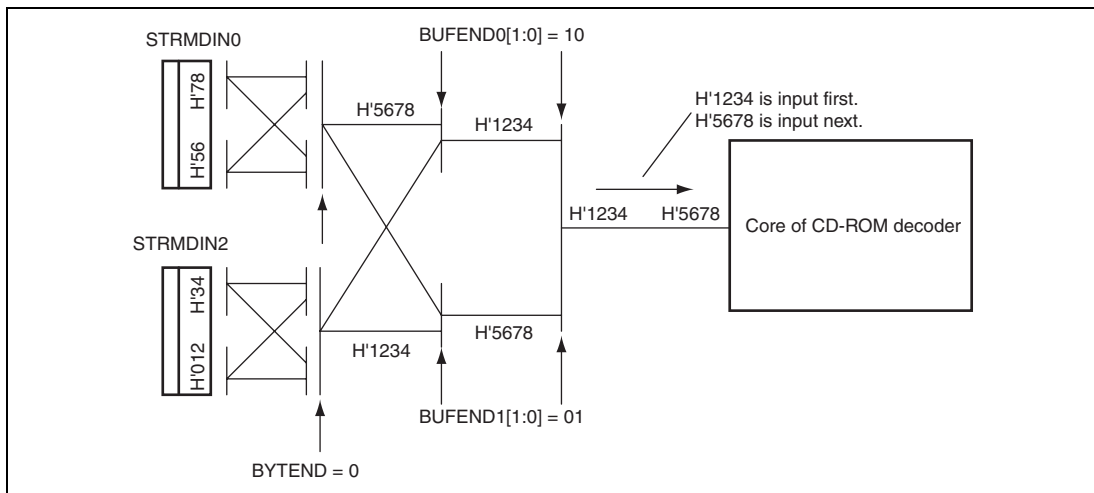 STRMDIN0
H'78
H'56
STRMDIN2
H'34
H'012
BYTEND = 0
H'5678
H'1234
BUFEND0[1:0] = 10
H'1234
H'5678
BUFEND1[1:0] = 01
H'1234 is input first.
H'5678 is input next.
H'1234
H'5678
Core of CD-ROM decoder